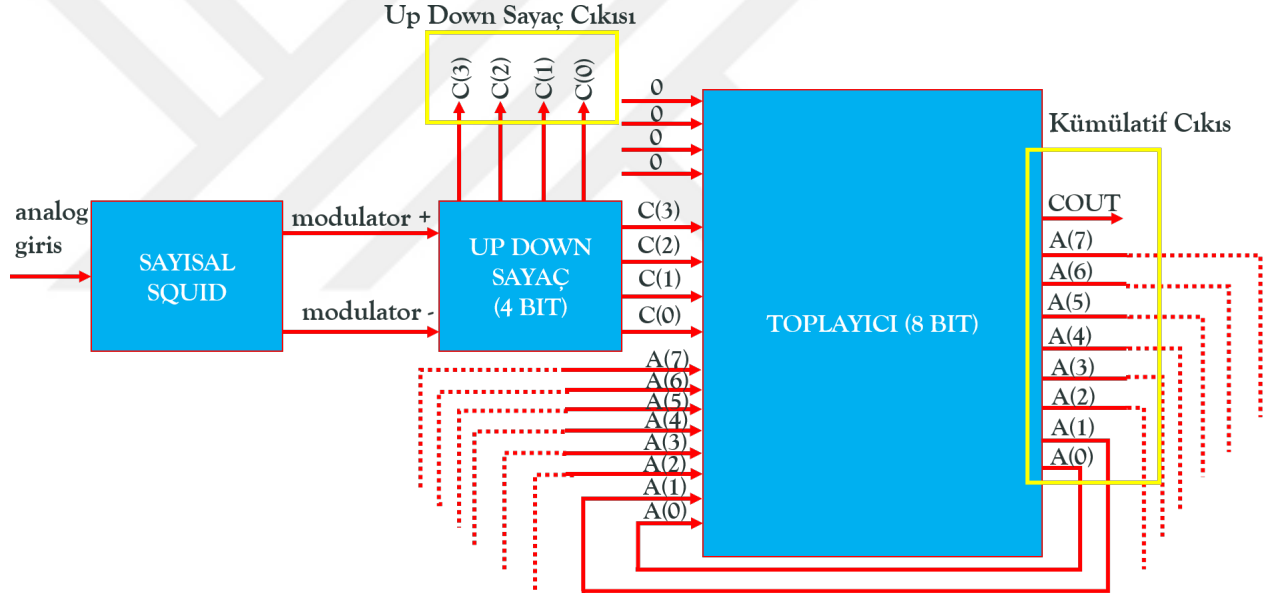 Up Down Sayaç Cıkısı
C(3)
C(2)
C(1)
C(0)
0
0
0
0
Kümülatif Cıkıs
analog
giris
SAYISAL
SQUID
modulator +
modulator -
UP DOWN
SAYAÇ
(4 BIT)
C(3)
C(2)
C(1)
C(0)
A(7)
A(6)
A(5)
A(4)
A(3)
A(2)
A(1)
A(0)
TOPLAYICI (8 BIT)
COUT
A(7)
A(6)
A(5)
A(4)
A(3)
A(2)
A(1)
A(0)